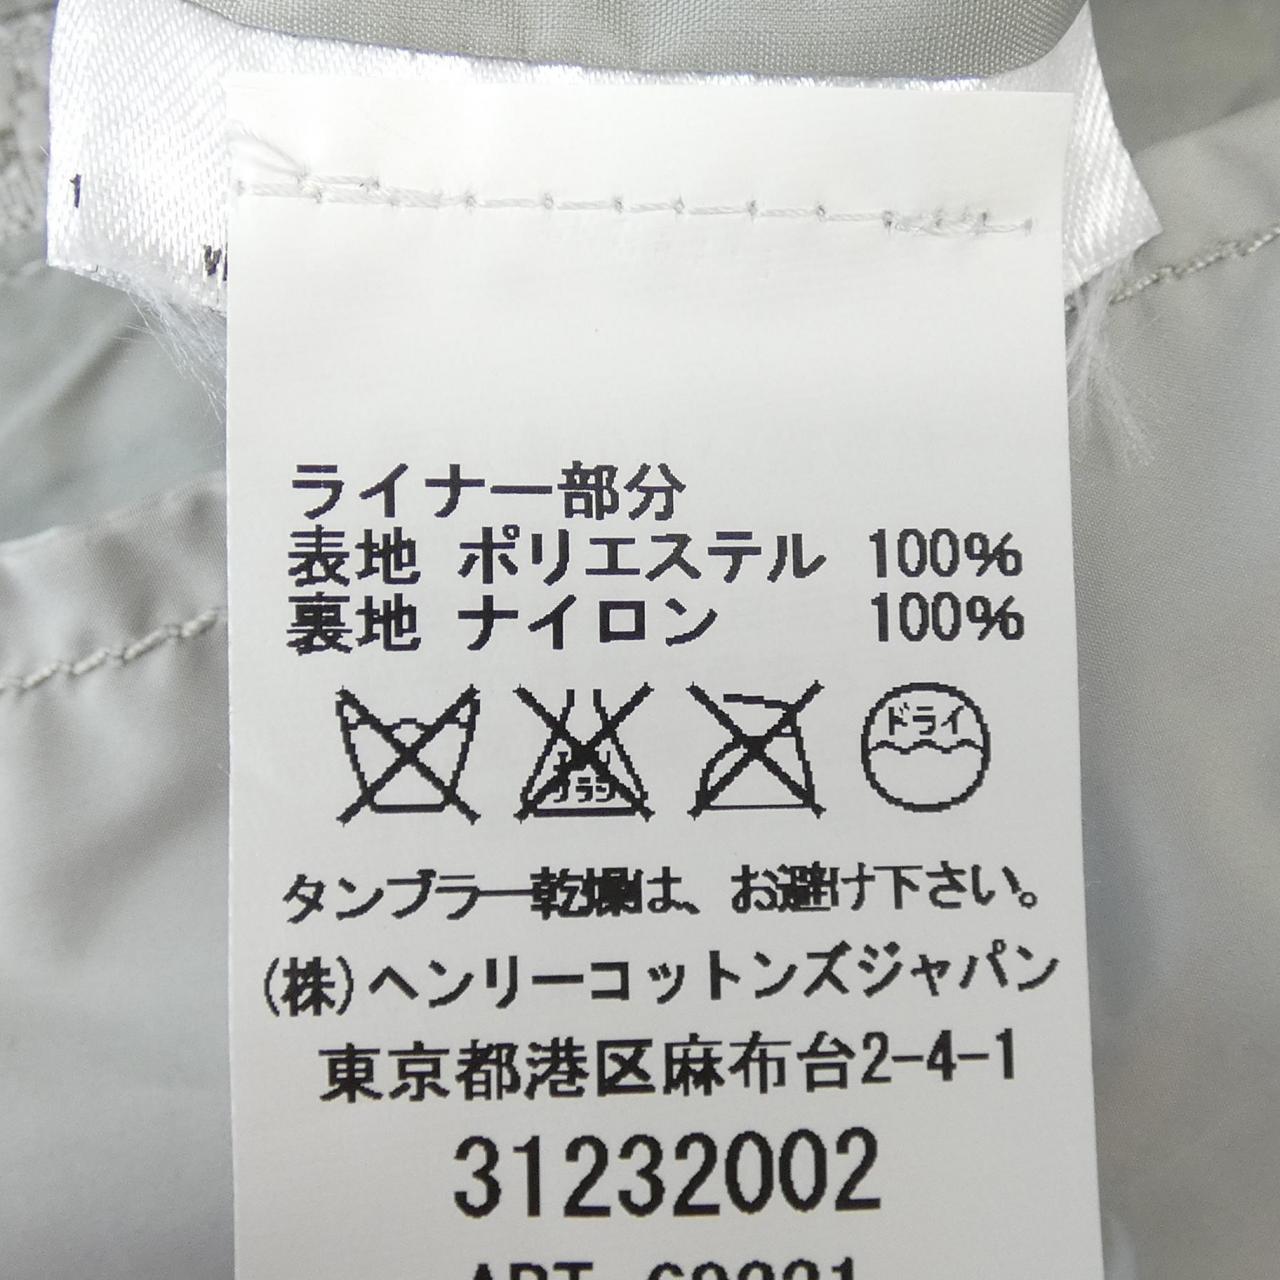 1
ライナー部分
表地 ポリエステル 100%
裏地 ナイロン 100%
ドライ
タンブラー乾燥は、お避け下さい。
(株)ヘンリーコットンズジャパン
東京都港区麻布台2-4-1
31232002